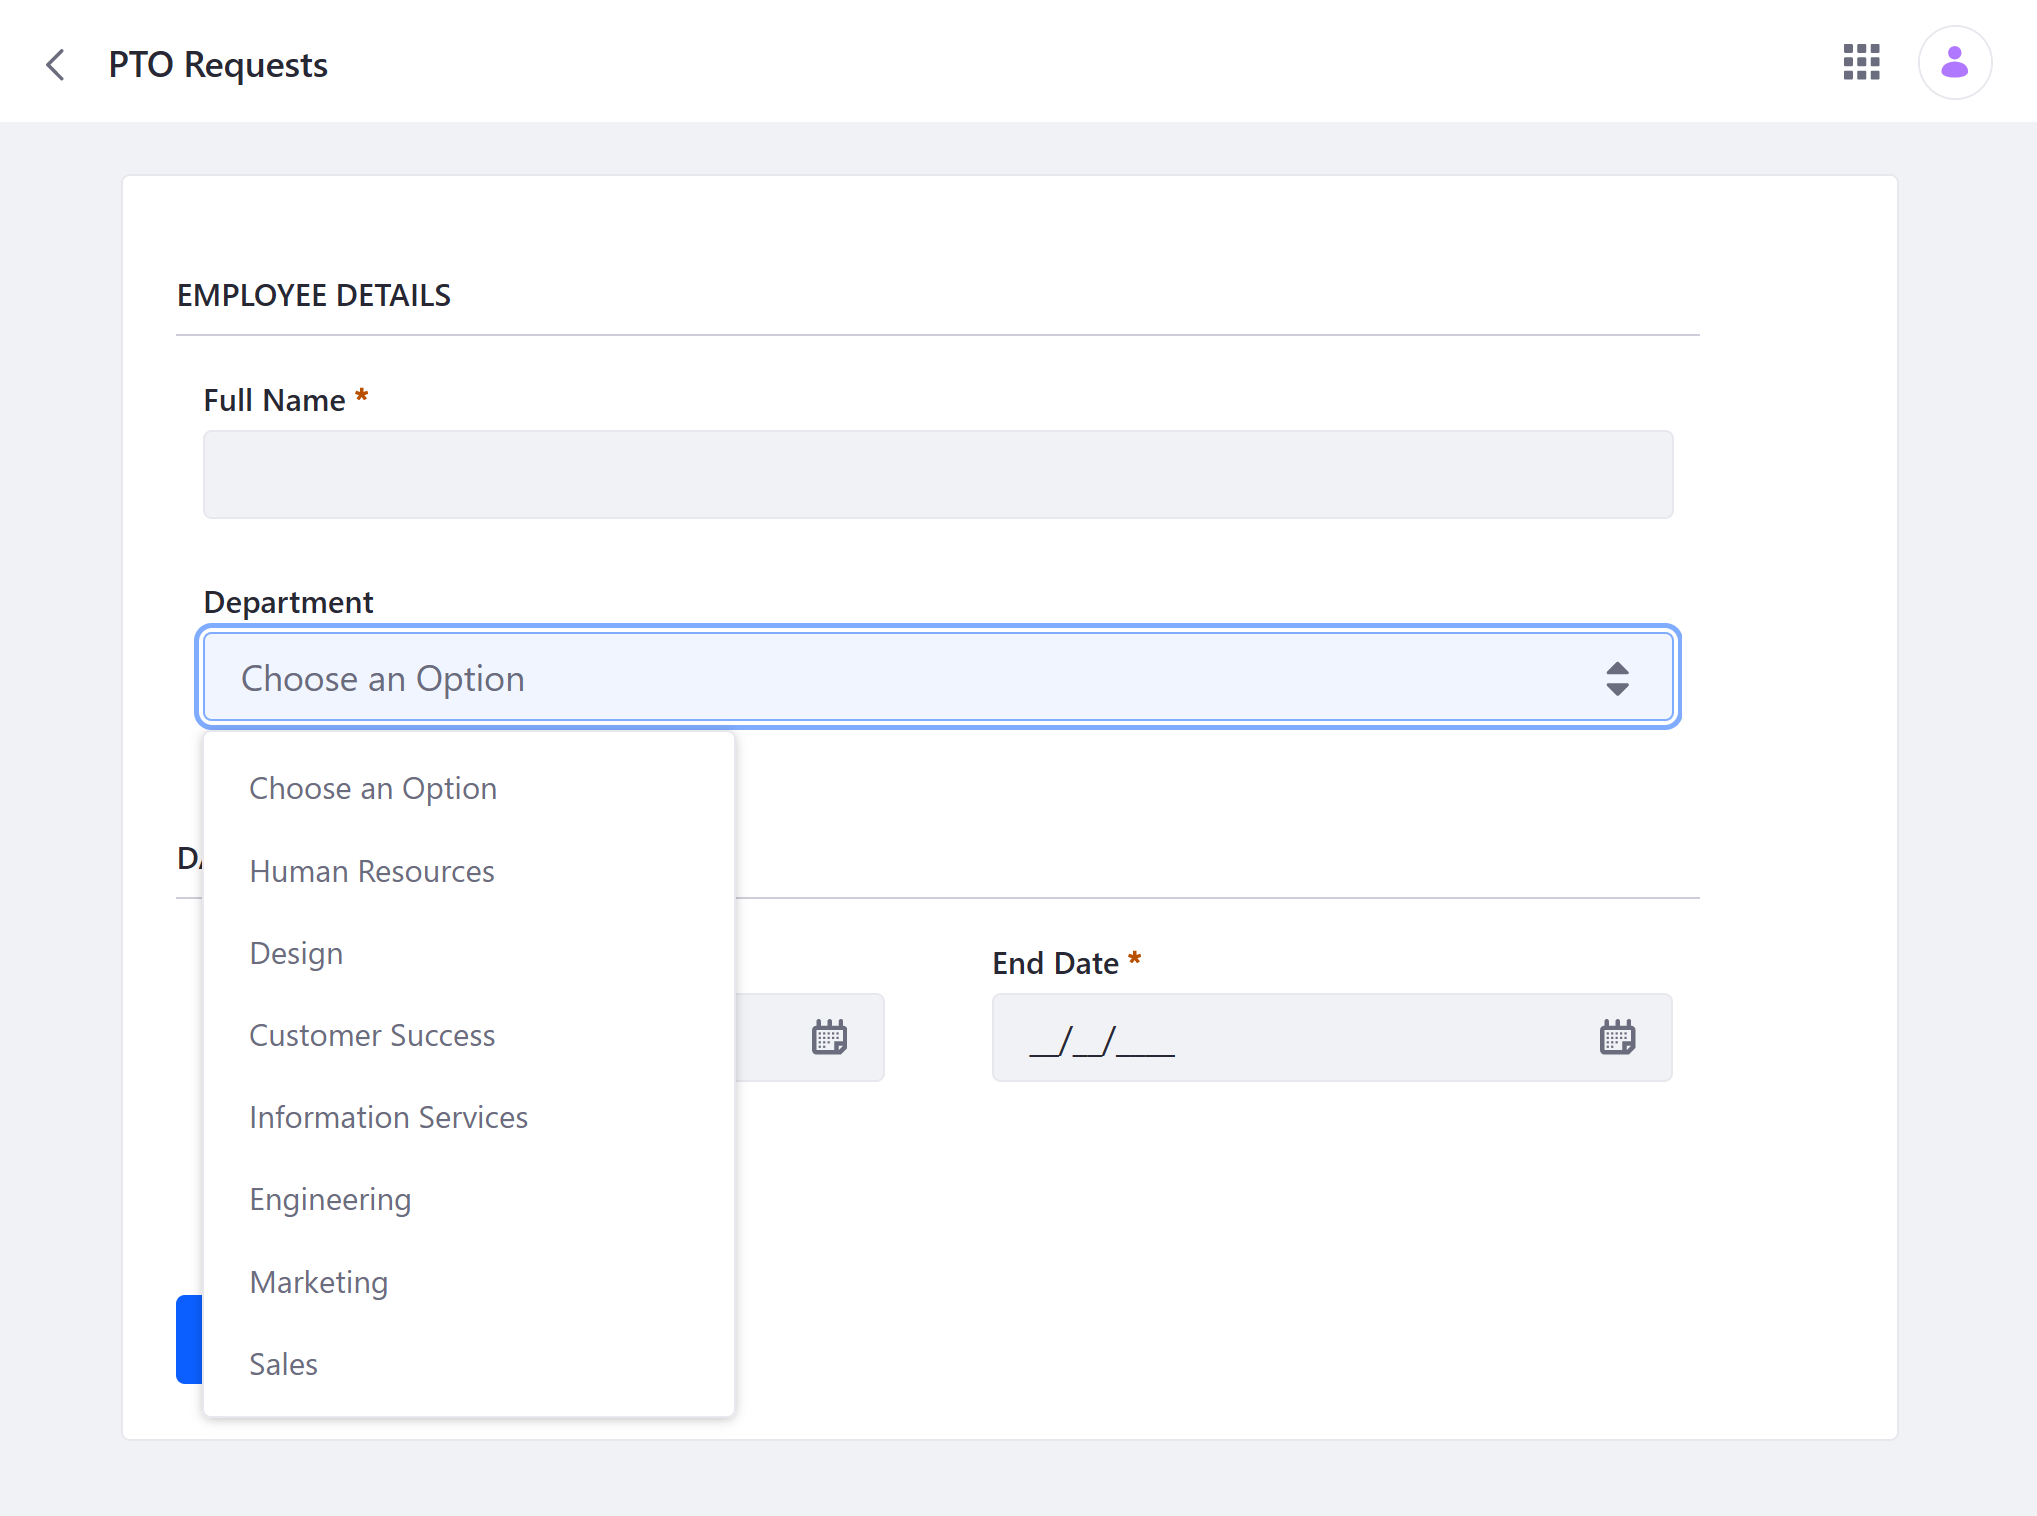 PTO Requests
EMPLOYEE DETAILS
Full Name *
Department
Choose an Option
Choose an Option
Human Resources
Design
Customer Success
Information Services
Engineering
Marketing
Sales
End Date *
__/__/____